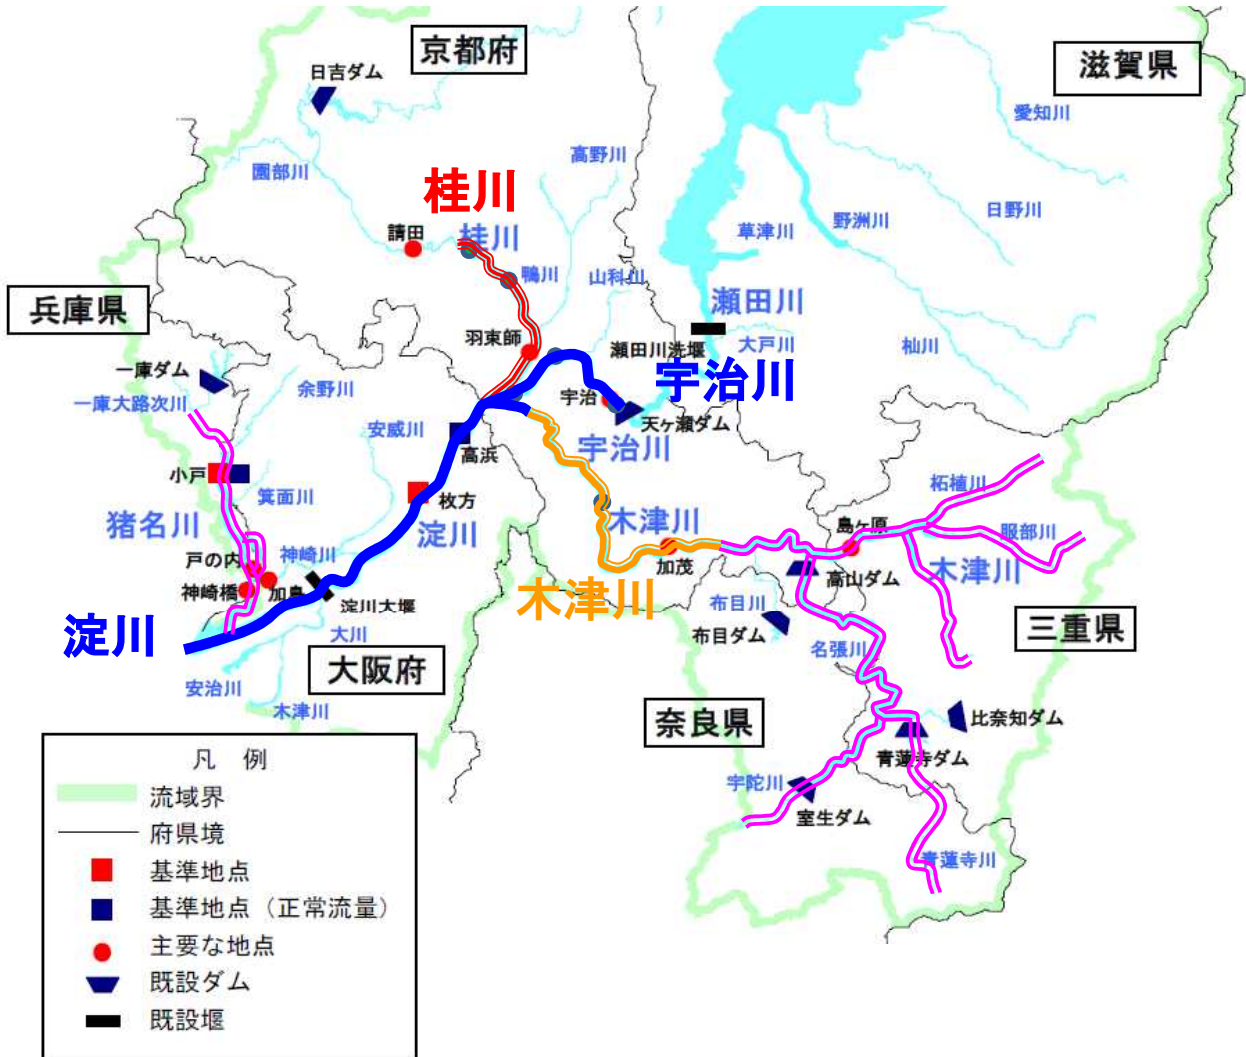 京都府
滋賀県
日吉ダム
愛知川
高野川
園部川
桂川
日野川
野洲川
請田
桂川
草津川
鴨川
山科川
兵庫県
瀬田川
羽束師
瀬田川洗堰
大戸川
杣川
一庫ダム
余野川
宇治川
一庫大路次川
宇治
天ヶ瀬ダム
安威川
高浜
宇治川
小戸
柘植川
箕面川
枚方
猪名川
淀川
木津川
島ヶ原
服部川
戸の内
神崎川
加茂
木津川
高山ダム
神崎橋
加島
淀川大堰
木津川
布目川
淀川
大川
布目ダム
三重県
名張川
大阪府
安治川
木津川
奈良県
比奈知ダム
青蓮寺ダム
宇陀川
室生ダム
青蓮寺川
凡 例
流域界
府県境
基準地点
基準地点（正常流量）
主要な地点
既設ダム
既設堰